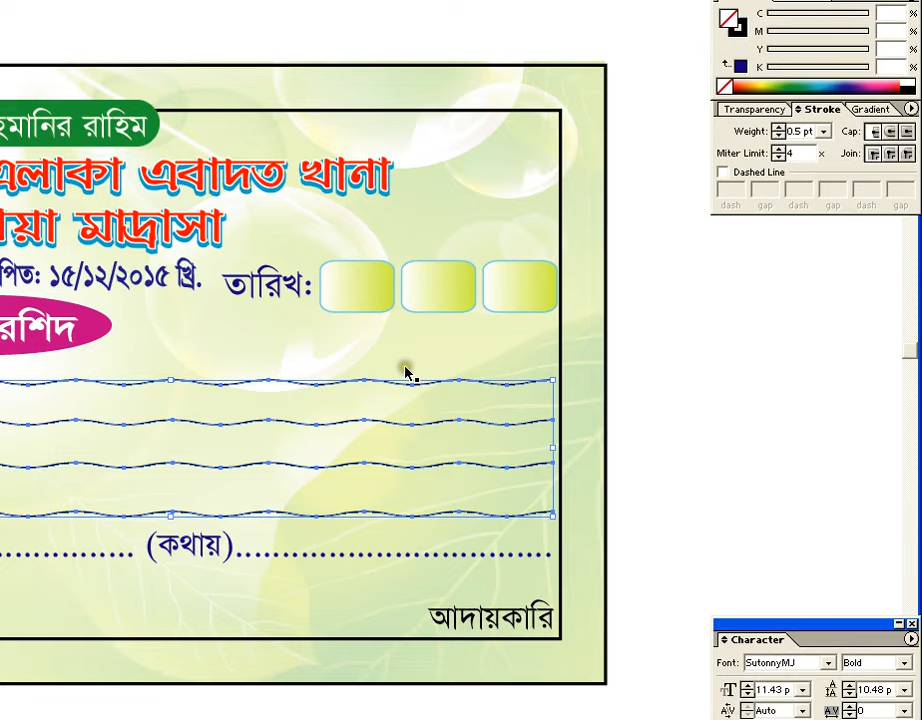 C %
M %
Y %
K %
Transparency Stroke Gradient
Weight: 0.5 pt Cap:
Miter Limit: 4 x Join:
Dashed Line
dash gap dash gap dash gap
হমানির রাহিম
এলাকা এবাদত খানা
য়া মাদ্রাসা
পিত: ১৫/১২/২০১৫ খ্রি. তারিখ:
রশিদ
............... (কথায়)....................................
আদায়কারি
Character
Font: SutonnyMJ Bold
11.43 p 10.48 p
Auto 0